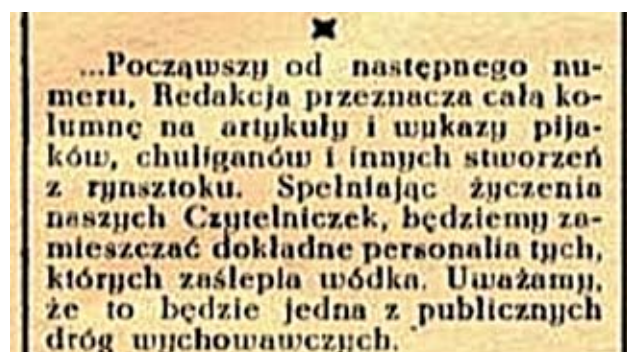 ...Począwszy od następnego nu-
meru, Redakcja przeznacza całą ko-
lumnę na artykuły i wykazy pija-
ków, chuliganów i innych stworzeń
z rynsztoku. Spełniając życzenia
naszych Czytelniczek, będziemy za-
mieszczać dokładne personalia tych,
których zaślepia wódka. Uważamy,
że to będzie jedna z publicznych
dróg wychowawczych.